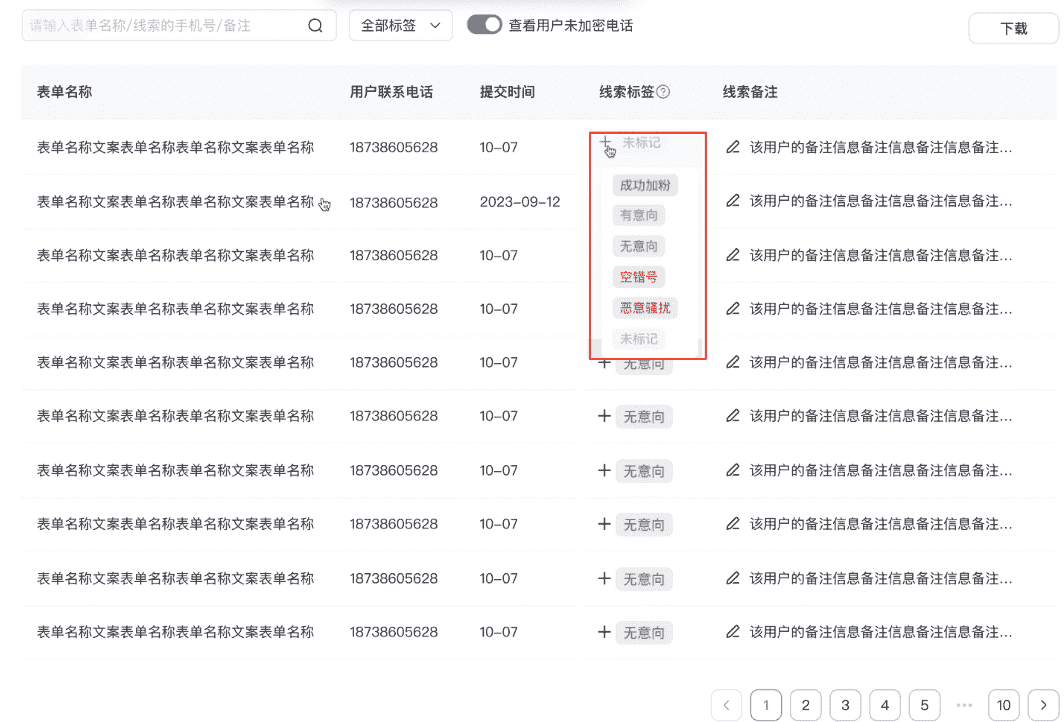 请输入表单名称/线索的手机号/备注 全部标签 查看用户未加密电话 下载
表单名称 用户联系电话 提交时间 线索标签? 线索备注
表单名称文案表单名称表单名称文案表单名称 18738605628 10-07 + 未标记 该用户的备注信息备注信息备注信息备注...
成功加粉
表单名称文案表单名称表单名称文案表单名称 18738605628 2023-09-12 该用户的备注信息备注信息备注信息备注...
有意向
无意向
表单名称文案表单名称表单名称文案表单名称 18738605628 10-07 该用户的备注信息备注信息备注信息备注...
空错号
表单名称文案表单名称表单名称文案表单名称 18738605628 10-07 恶意骚扰 该用户的备注信息备注信息备注信息备注...
未标记
表单名称文案表单名称表单名称文案表单名称 18738605628 10-07 + 无意向 该用户的备注信息备注信息备注信息备注...
表单名称文案表单名称表单名称文案表单名称 18738605628 10-07 + 无意向 该用户的备注信息备注信息备注信息备注...
表单名称文案表单名称表单名称文案表单名称 18738605628 10-07 + 无意向 该用户的备注信息备注信息备注信息备注...
表单名称文案表单名称表单名称文案表单名称 18738605628 10-07 + 无意向 该用户的备注信息备注信息备注信息备注...
表单名称文案表单名称表单名称文案表单名称 18738605628 10-07 + 无意向 该用户的备注信息备注信息备注信息备注...
表单名称文案表单名称表单名称文案表单名称 18738605628 10-07 + 无意向 该用户的备注信息备注信息备注信息备注...
< 1 2 3 4 5 ••• 10 >